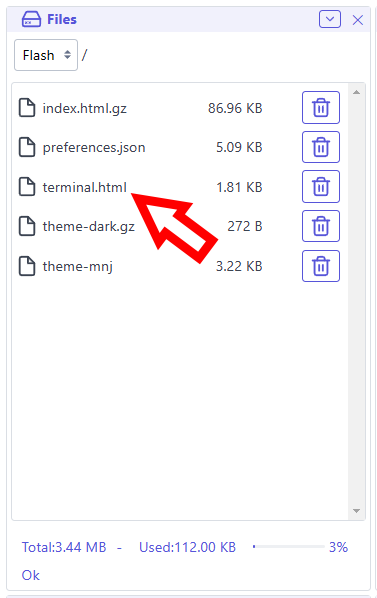 Files
Flash /
index.html.gz 86.96 KB
preferences.json 5.09 KB
terminal.html 1.81 KB
theme-dark.gz 272 B
theme-mnj 3.22 KB
Total:3.44 MB - Used:112.00 KB 3%
Ok